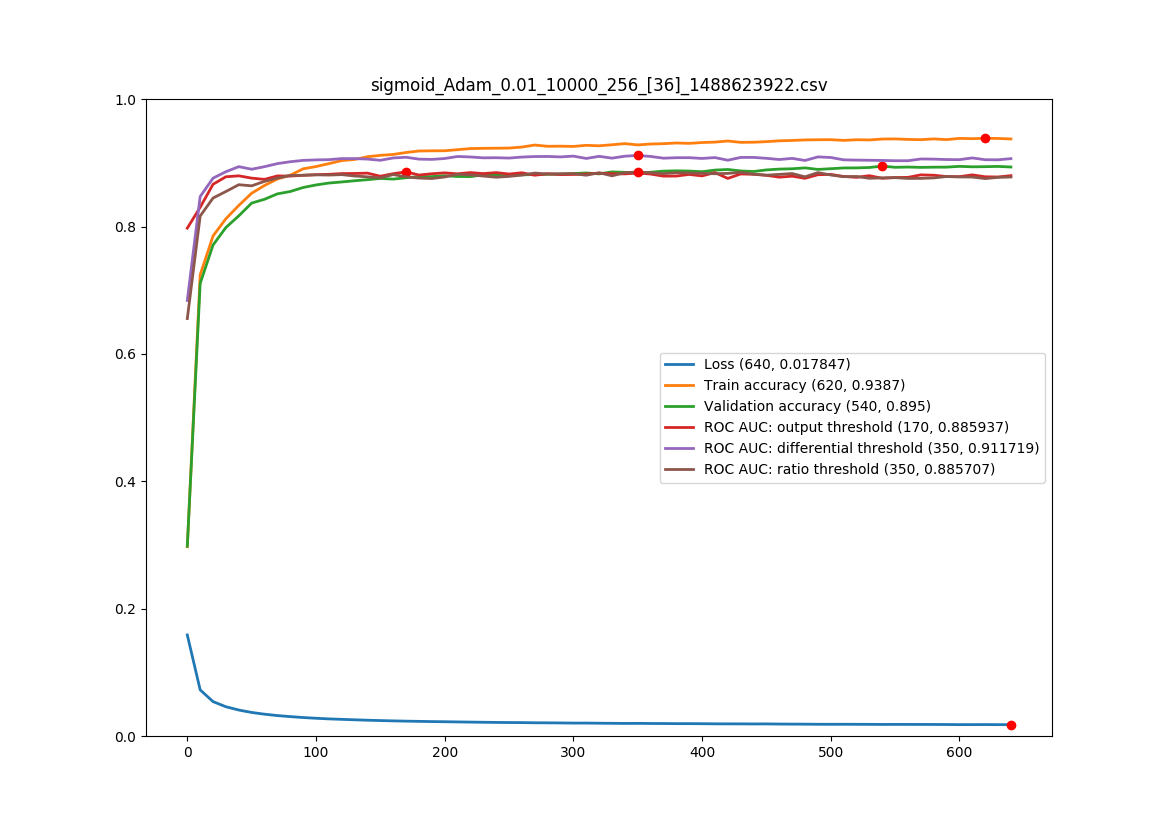 sigmoid_Adam_0.01_10000_256_[36]_1488623922.csv
1.0
0.8
0.6
0.4
0.2
0.0
Loss (640, 0.017847)
Train accuracy (620, 0.9387)
Validation accuracy (540, 0.895)
ROC AUC: output threshold (170, 0.885937)
ROC AUC: differential threshold (350, 0.911719)
ROC AUC: ratio threshold (350, 0.885707)
0 100 200 300 400 500 600